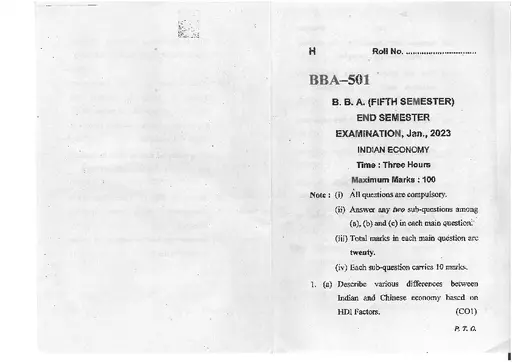 H Roll No. ..............................
BBA–501
B. B. A. (FIFTH SEMESTER)
END SEMESTER
EXAMINATION, Jan., 2023
INDIAN ECONOMY
Time : Three Hours
Maximum Marks : 100
Note : (i) All questions are compulsory.
(ii) Answer any two sub-questions among
(a), (b) and (c) in each main question.
(iii) Total marks in each main question are
twenty.
(iv) Each sub-question carries 10 marks.
1. (a) Describe various differences between
Indian and Chinese economy based on
HDI Factors. (CO1)
P. T. O.